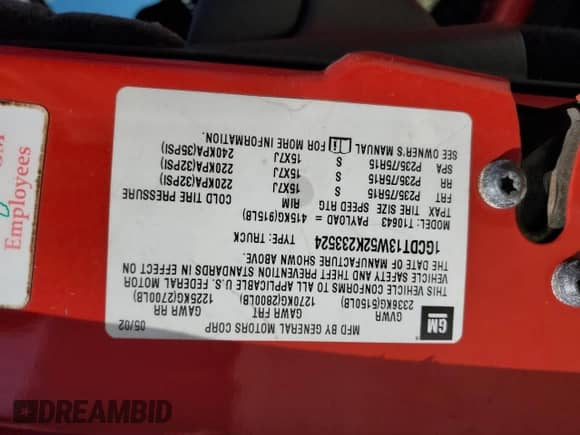 GM
MFD BY GENERAL MOTORS CORP 05/02
GVWR GAWR FRT GAWR RR
2336KG(5150LB) 1270KG(2800LB) 1225KG(2700LB)
THIS VEHICLE CONFORMS TO ALL APPLICABLE U.S. FEDERAL MOTOR
VEHICLE SAFETY AND THEFT PREVENTION STANDARDS IN EFFECT ON
THE DATE OF MANUFACTURE SHOWN ABOVE.
1GCDT13W52K233524 TYPE: TRUCK
MODEL: T10643 PAYLOAD = 415KG(915LB)
TPAX TIRE SIZE SPEED RTG RIM COLD TIRE PRESSURE
FRT P235/75R15 S 15X7J 220KPA(32PSI)
RR P235/75R15 S 15X7J 220KPA(32PSI)
SPA P235/75R15 S 15X7J 240KPA(35PSI)
SEE OWNER'S MANUAL FOR MORE INFORMATION.
GM
Employees
DREAMBID